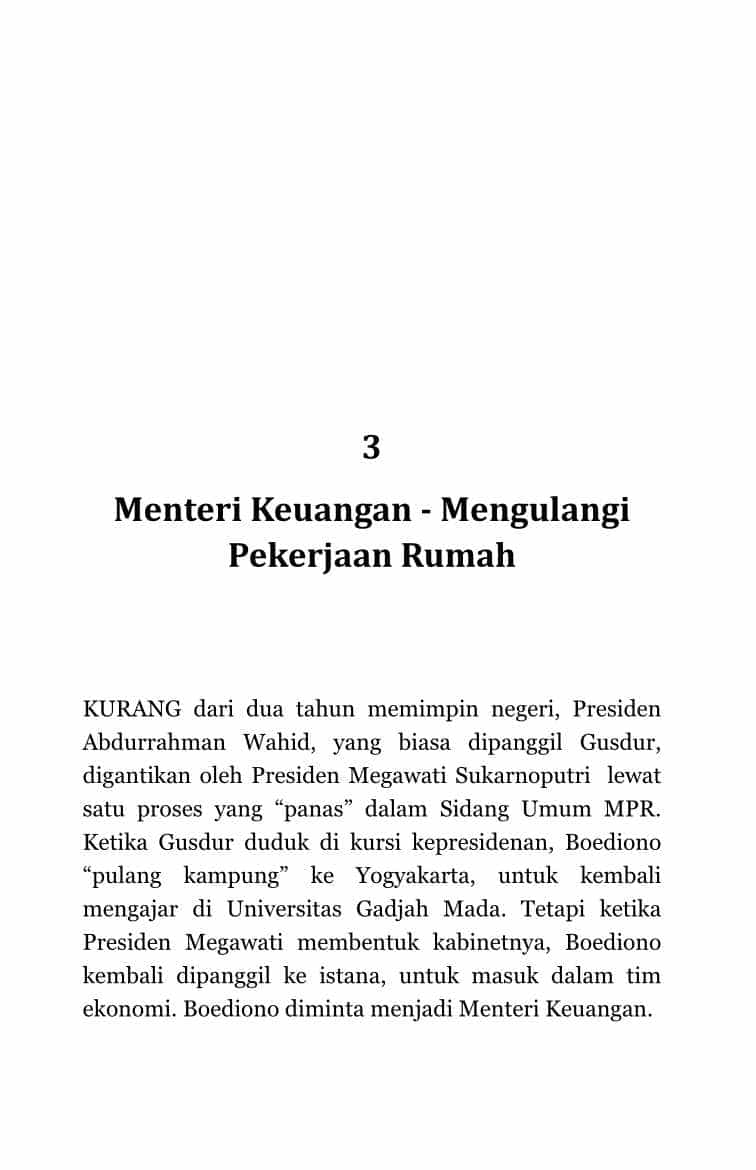 3
Menteri Keuangan - Mengulangi
Pekerjaan Rumah
KURANG dari dua tahun memimpin negeri, Presiden
Abdurrahman Wahid, yang biasa dipanggil Gusdur,
digantikan oleh Presiden Megawati Sukarnoputri lewat
satu proses yang “panas” dalam Sidang Umum MPR.
Ketika Gusdur duduk di kursi kepresidenan, Boediono
“pulang kampung” ke Yogyakarta, untuk kembali
mengajar di Universitas Gadjah Mada. Tetapi ketika
Presiden Megawati membentuk kabinetnya, Boediono
kembali dipanggil ke istana, untuk masuk dalam tim
ekonomi. Boediono diminta menjadi Menteri Keuangan.